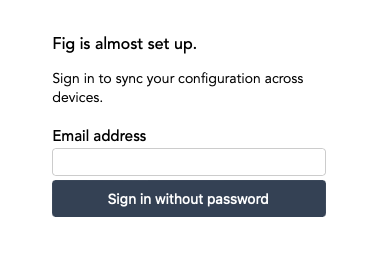 Fig is almost set up.
Sign in to sync your configuration across
devices.
Email address
Sign in without password